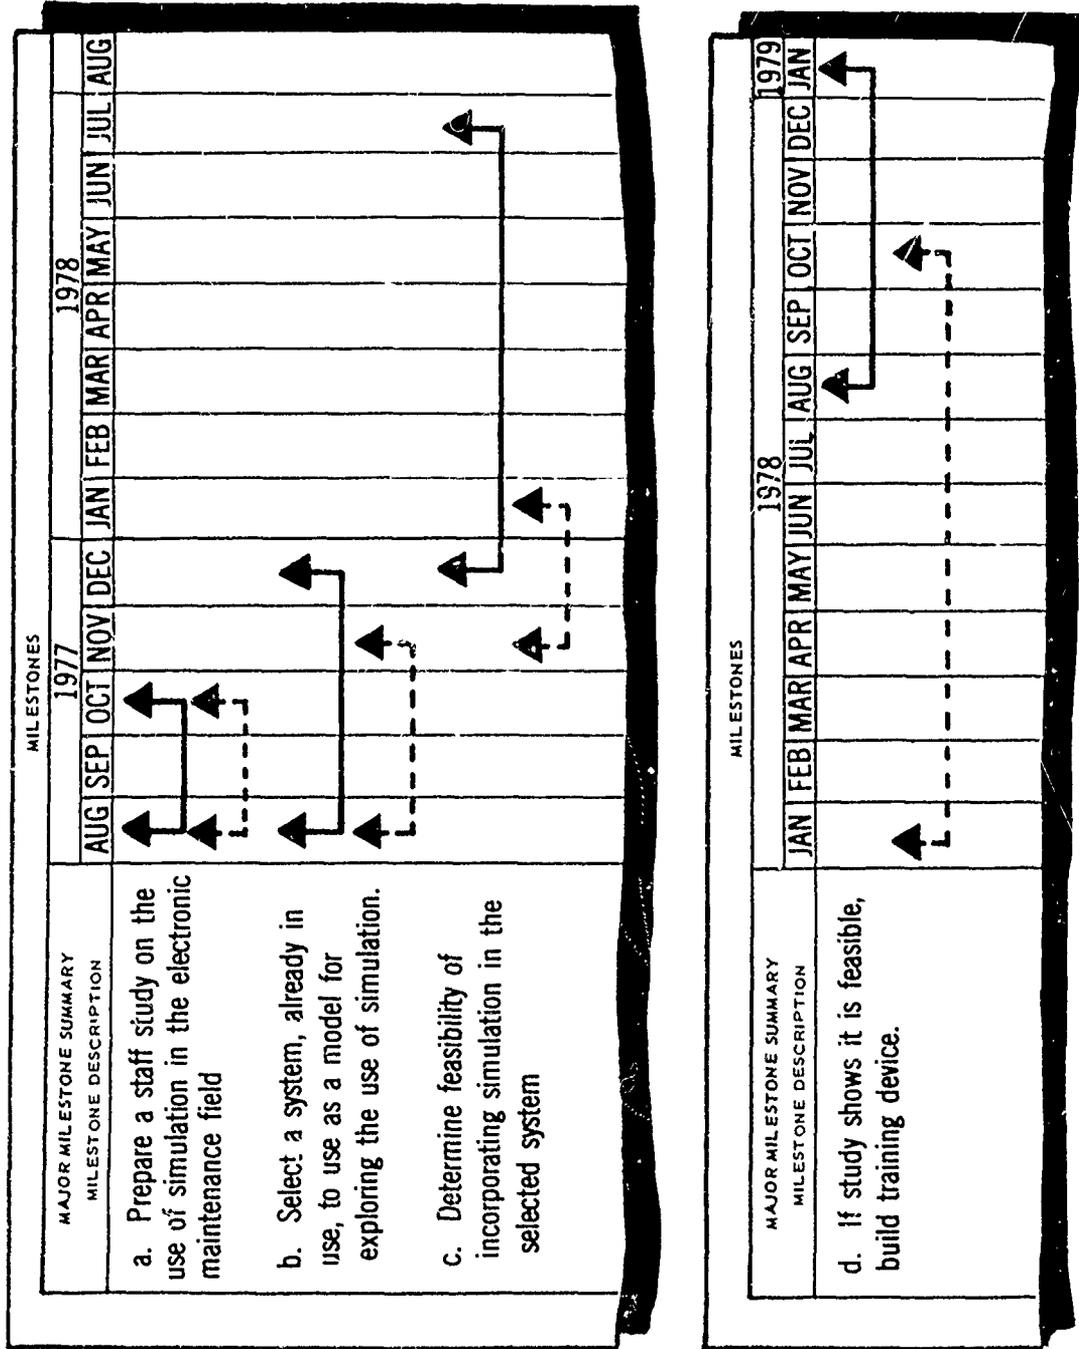 MILESTONES
MAJOR MILESTONE SUMMARY
MILESTONE DESCRIPTION
1977
1978
AUG SEP OCT NOV DEC JAN FEB MAR APR MAY JUN JUL AUG
a. Prepare a staff study on the
use of simulation in the electronic
maintenance field
b. Select a system, already in
use, to use as a model for
exploring the use of simulation.
c. Determine feasibility of
incorporating simulation in the
selected system
MILESTONES
MAJOR MILESTONE SUMMARY
MILESTONE DESCRIPTION
1978
1979
JAN FEB MAR APR MAY JUN JUL AUG SEP OCT NOV DEC JAN
d. If study shows it is feasible,
build training device.